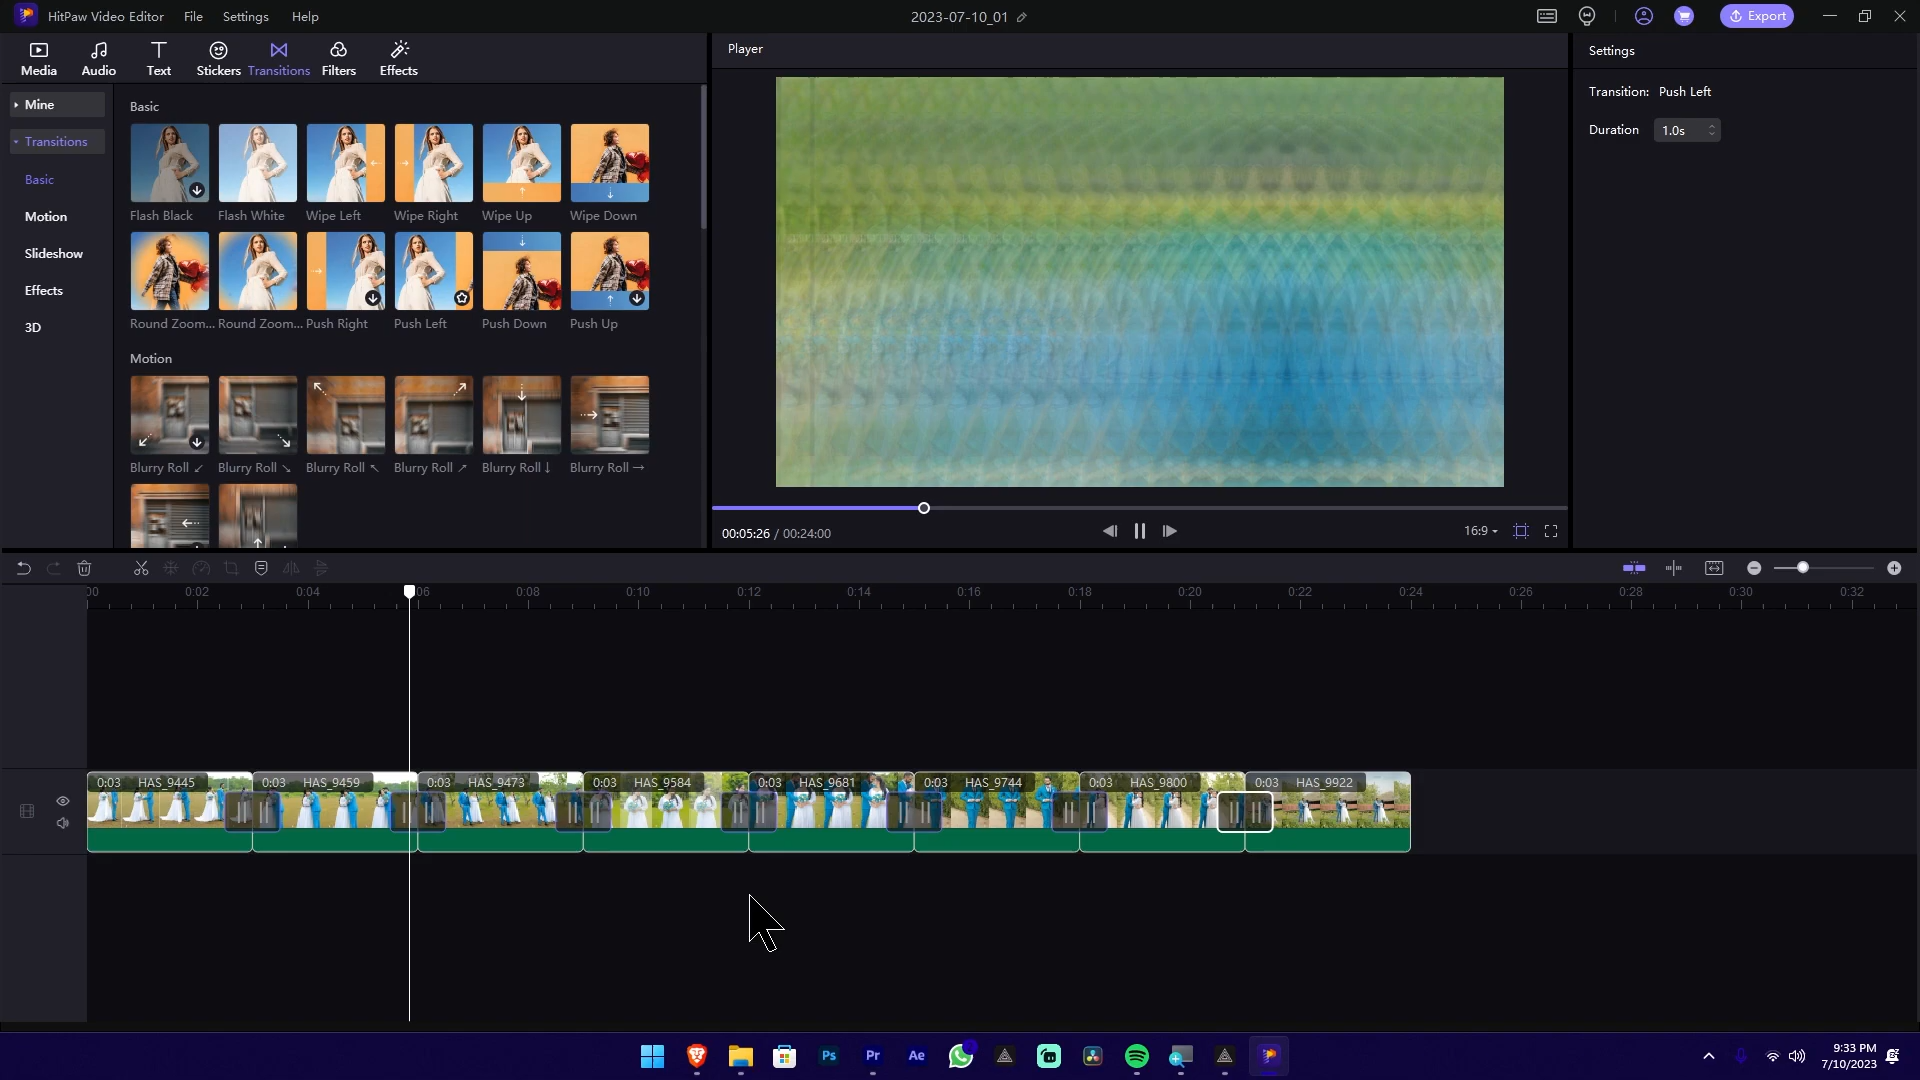 HitPaw Video Editor File Settings Help
2023-07-10_01
Export
Media Audio Text Stickers Transitions Filters Effects
Mine
Transitions
Basic
Motion
Slideshow
Effects
3D
Basic
Flash Black Flash White Wipe Left Wipe Right Wipe Up Wipe Down
Round Zoom... Round Zoom... Push Right Push Left Push Down Push Up
Motion
Blurry Roll ↙ Blurry Roll ↘ Blurry Roll ↖ Blurry Roll ↗ Blurry Roll ↓ Blurry Roll →
Player
00:05:26 / 00:24:00
16:9
Settings
Transition: Push Left
Duration 1.0s
00 0:02 0:04 06 0:08 0:10 0:12 0:14 0:16 0:18 0:20 0:22 0:24 0:26 0:28 0:30 0:32
0:03 HAS_9445 0:03 HAS_9459 0:03 HAS_9473 0:03 HAS_9584 0:03 HAS_9681 0:03 HAS_9744 0:03 HAS_9800 0:03 HAS_9922
Ps Pr Ae
9:33 PM
7/10/2023